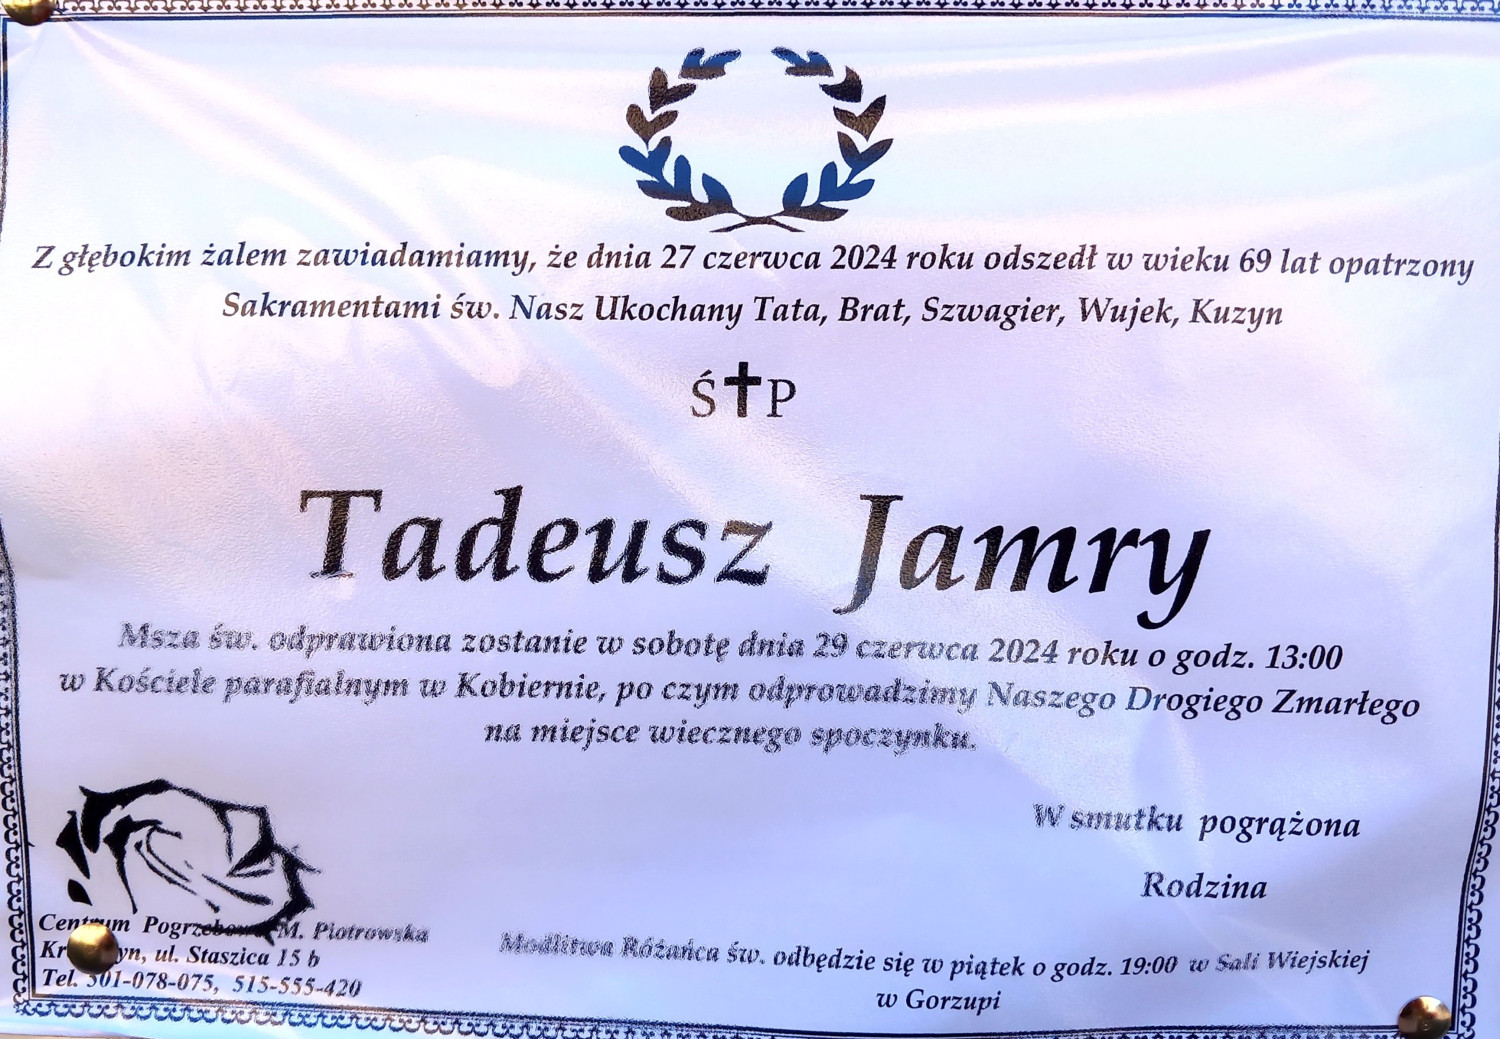 Z głębokim żalem zawiadamiamy, że dnia 27 czerwca 2024 roku odszedł w wieku 69 lat opatrzony
Sakramentami św. Nasz Ukochany Tata, Brat, Szwagier, Wujek, Kuzyn
Ś✝P
Tadeusz Jamry
Msza św. odprawiona zostanie w sobotę dnia 29 czerwca 2024 roku o godz. 13:00
w Kościele parafialnym w Kobiernie, po czym odprowadzimy Naszego Drogiego Zmarłego
na miejsce wiecznego spoczynku.
W smutku pogrążona
Rodzina
Centrum Pogrzebowe M. Piotrowska
ul. Staszica 15 b
Tel. 501-078-075, 515-555-420
Modlitwa Różańca św. odbędzie się w piątek o godz. 19:00 w Sali Wiejskiej
w Gorzupi